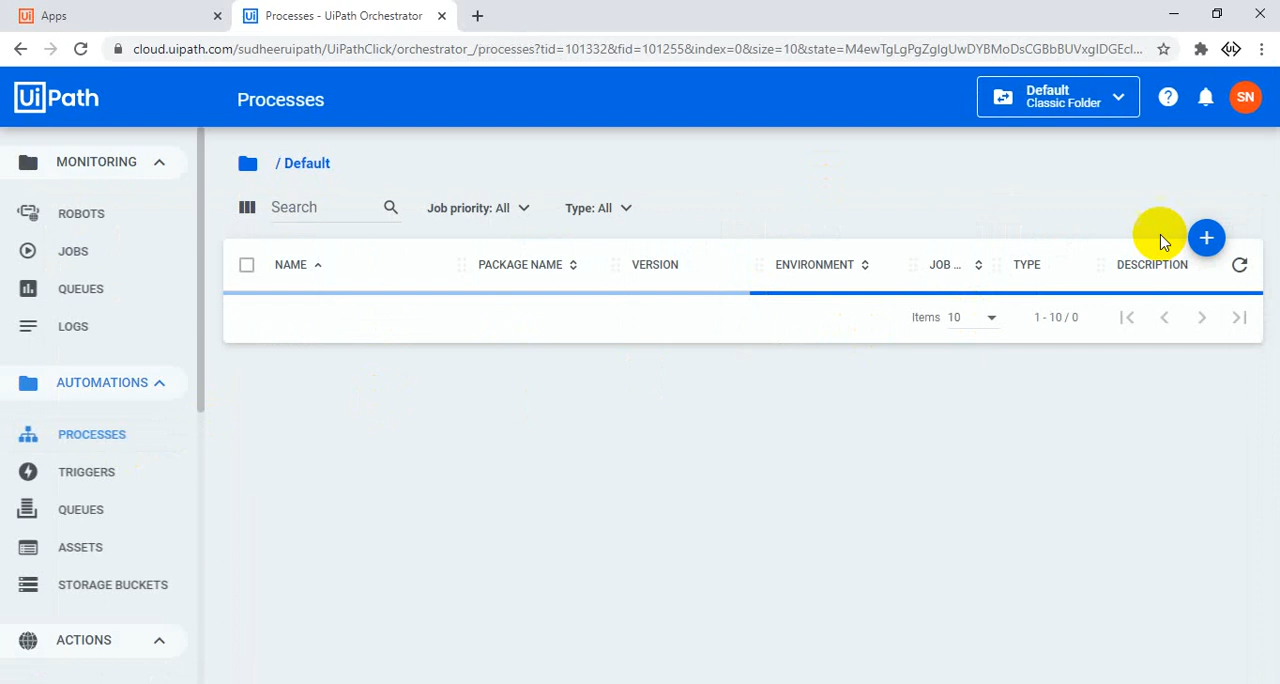 Apps
Processes - UiPath Orchestrator
cloud.uipath.com/sudheeruipath/UiPathClick/orchestrator_/processes?tid=101332&fid=101255&index=0&size=10&state=M4ewTgLgPgZglgUwDYBMoDsCGBbBUVxgIDGEcl...
UiPath
Processes
Default
Classic Folder
SN
MONITORING
ROBOTS
JOBS
QUEUES
LOGS
AUTOMATIONS
PROCESSES
TRIGGERS
QUEUES
ASSETS
STORAGE BUCKETS
ACTIONS
/ Default
Search Job priority: All Type: All
NAME PACKAGE NAME VERSION ENVIRONMENT JOB ... TYPE DESCRIPTION
Items 10 1 - 10 / 0